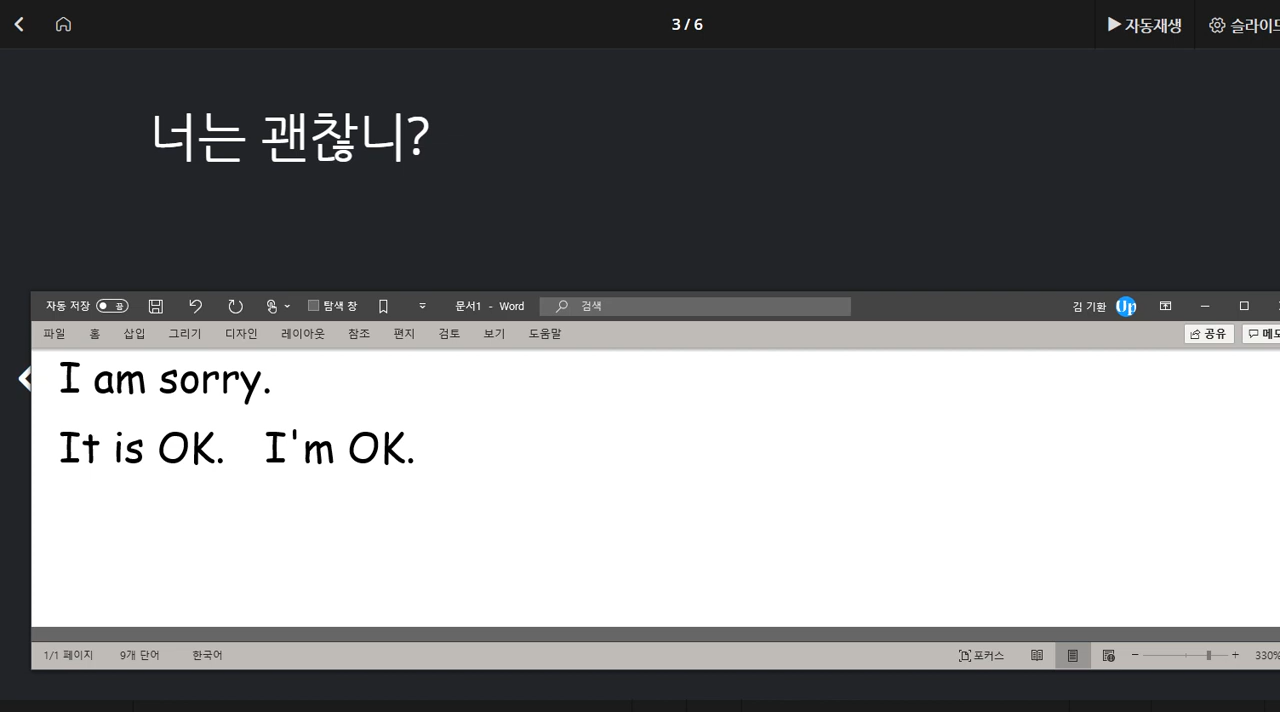 3 / 6
▶ 자동재생
슬라이드
너는 괜찮니?
자동 저장 끔 탐색 창 문서1 - Word 검색 김 기환 Up
파일 홈 삽입 그리기 디자인 레이아웃 참조 편지 검토 보기 도움말 공유 메모
I am sorry.
It is OK. I'm OK.
1/1 페이지 9개 단어 한국어 포커스 - + 330%